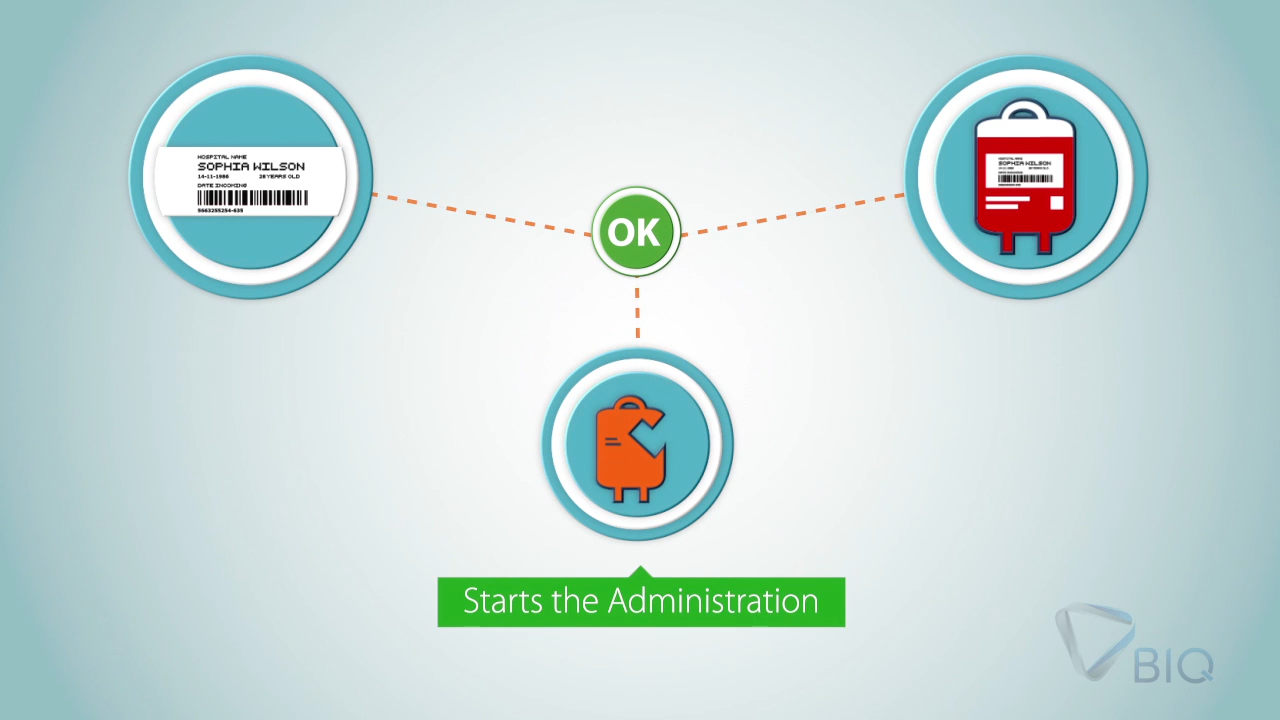 HOSPITAL NAME
SOPHIA WILSON
14-11-1986 28 YEARS OLD
DATE INCOMING
5663255254-635
OK
HOSPITAL NAME
SOPHIA WILSON
Starts the Administration
BIQ